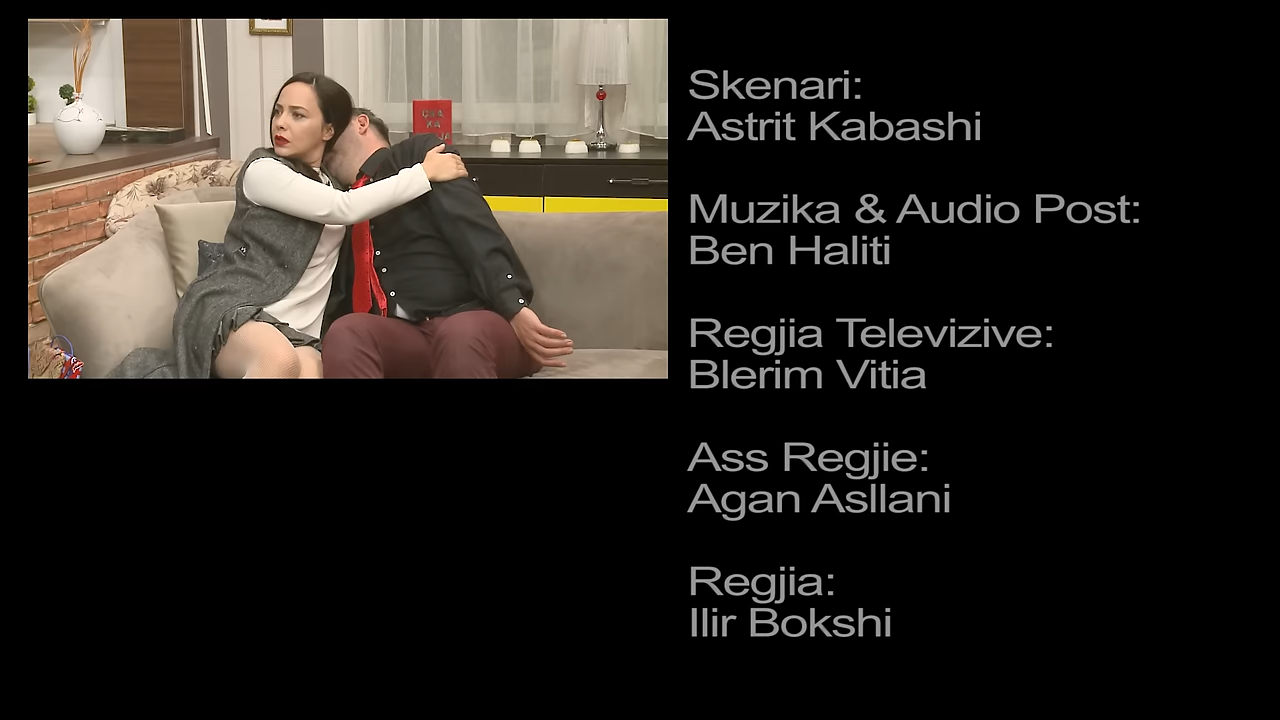 Skenari:
Astrit Kabashi
Muzika & Audio Post:
Ben Haliti
Regjia Televizive:
Blerim Vitia
Ass Regjie:
Agan Asllani
Regjia:
Ilir Bokshi